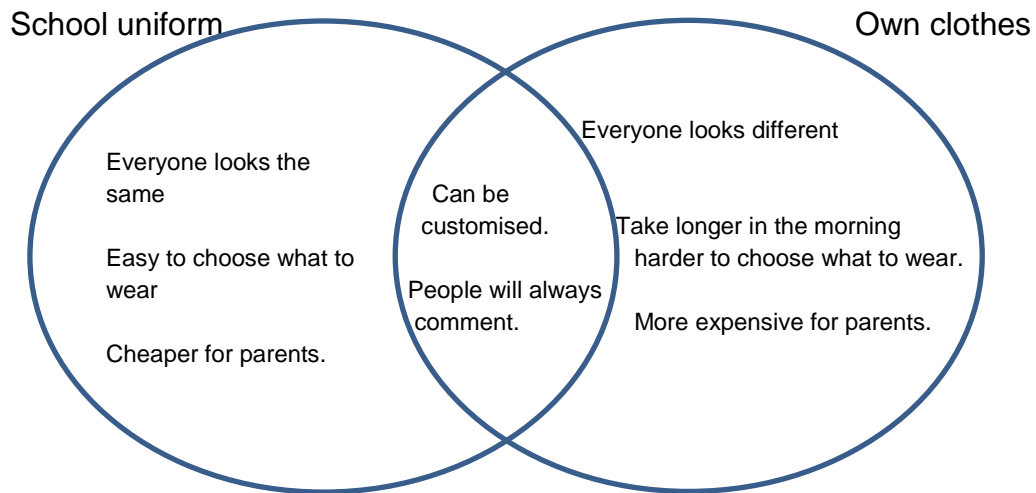 School uniform
Own clothes
Everyone looks the
same
Easy to choose what to
wear
Cheaper for parents.
Can be
customised.
People will always
comment.
Everyone looks different
Take longer in the morning
harder to choose what to wear.
More expensive for parents.